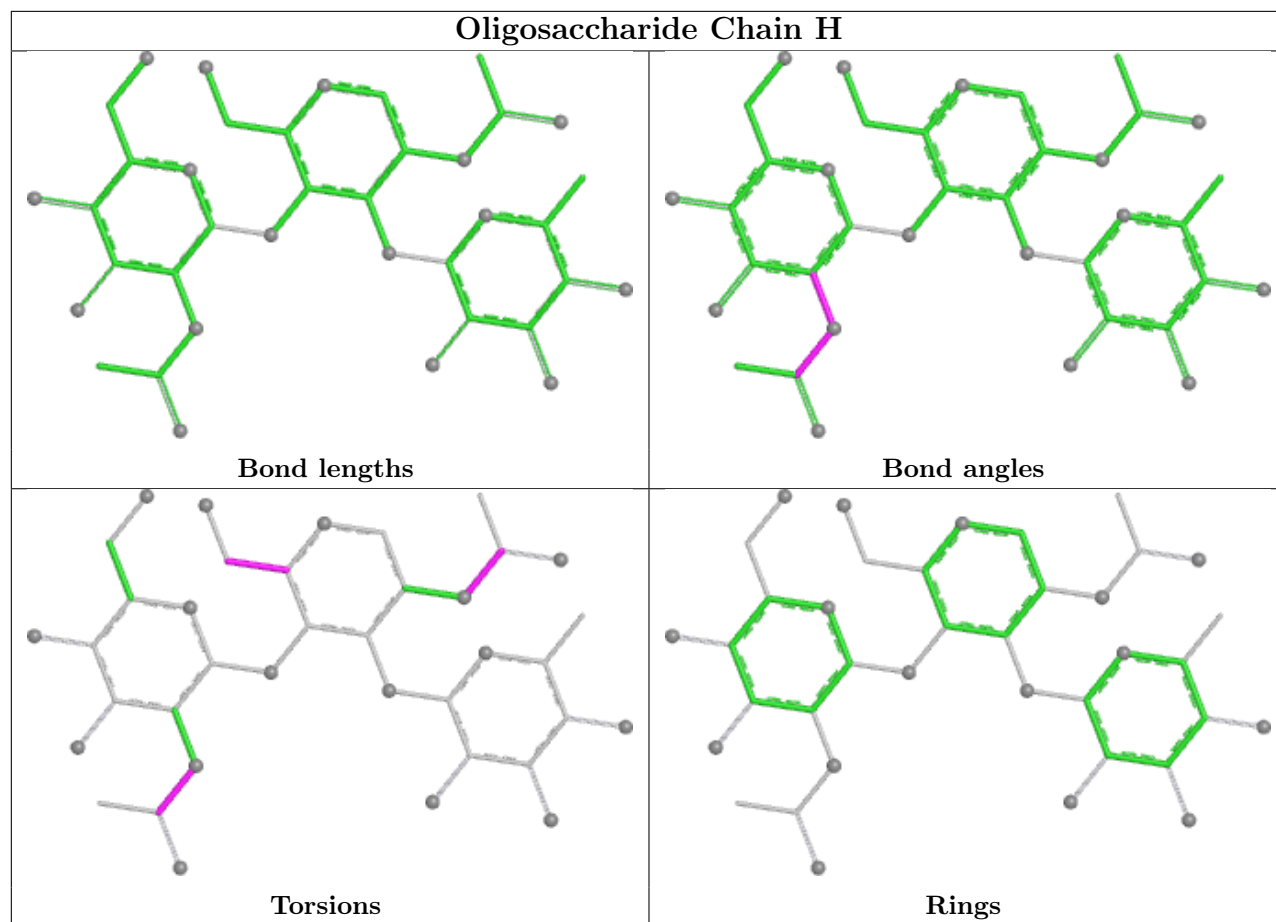 Oligosaccharide Chain H
Bond lengths
Bond angles
Torsions
Rings